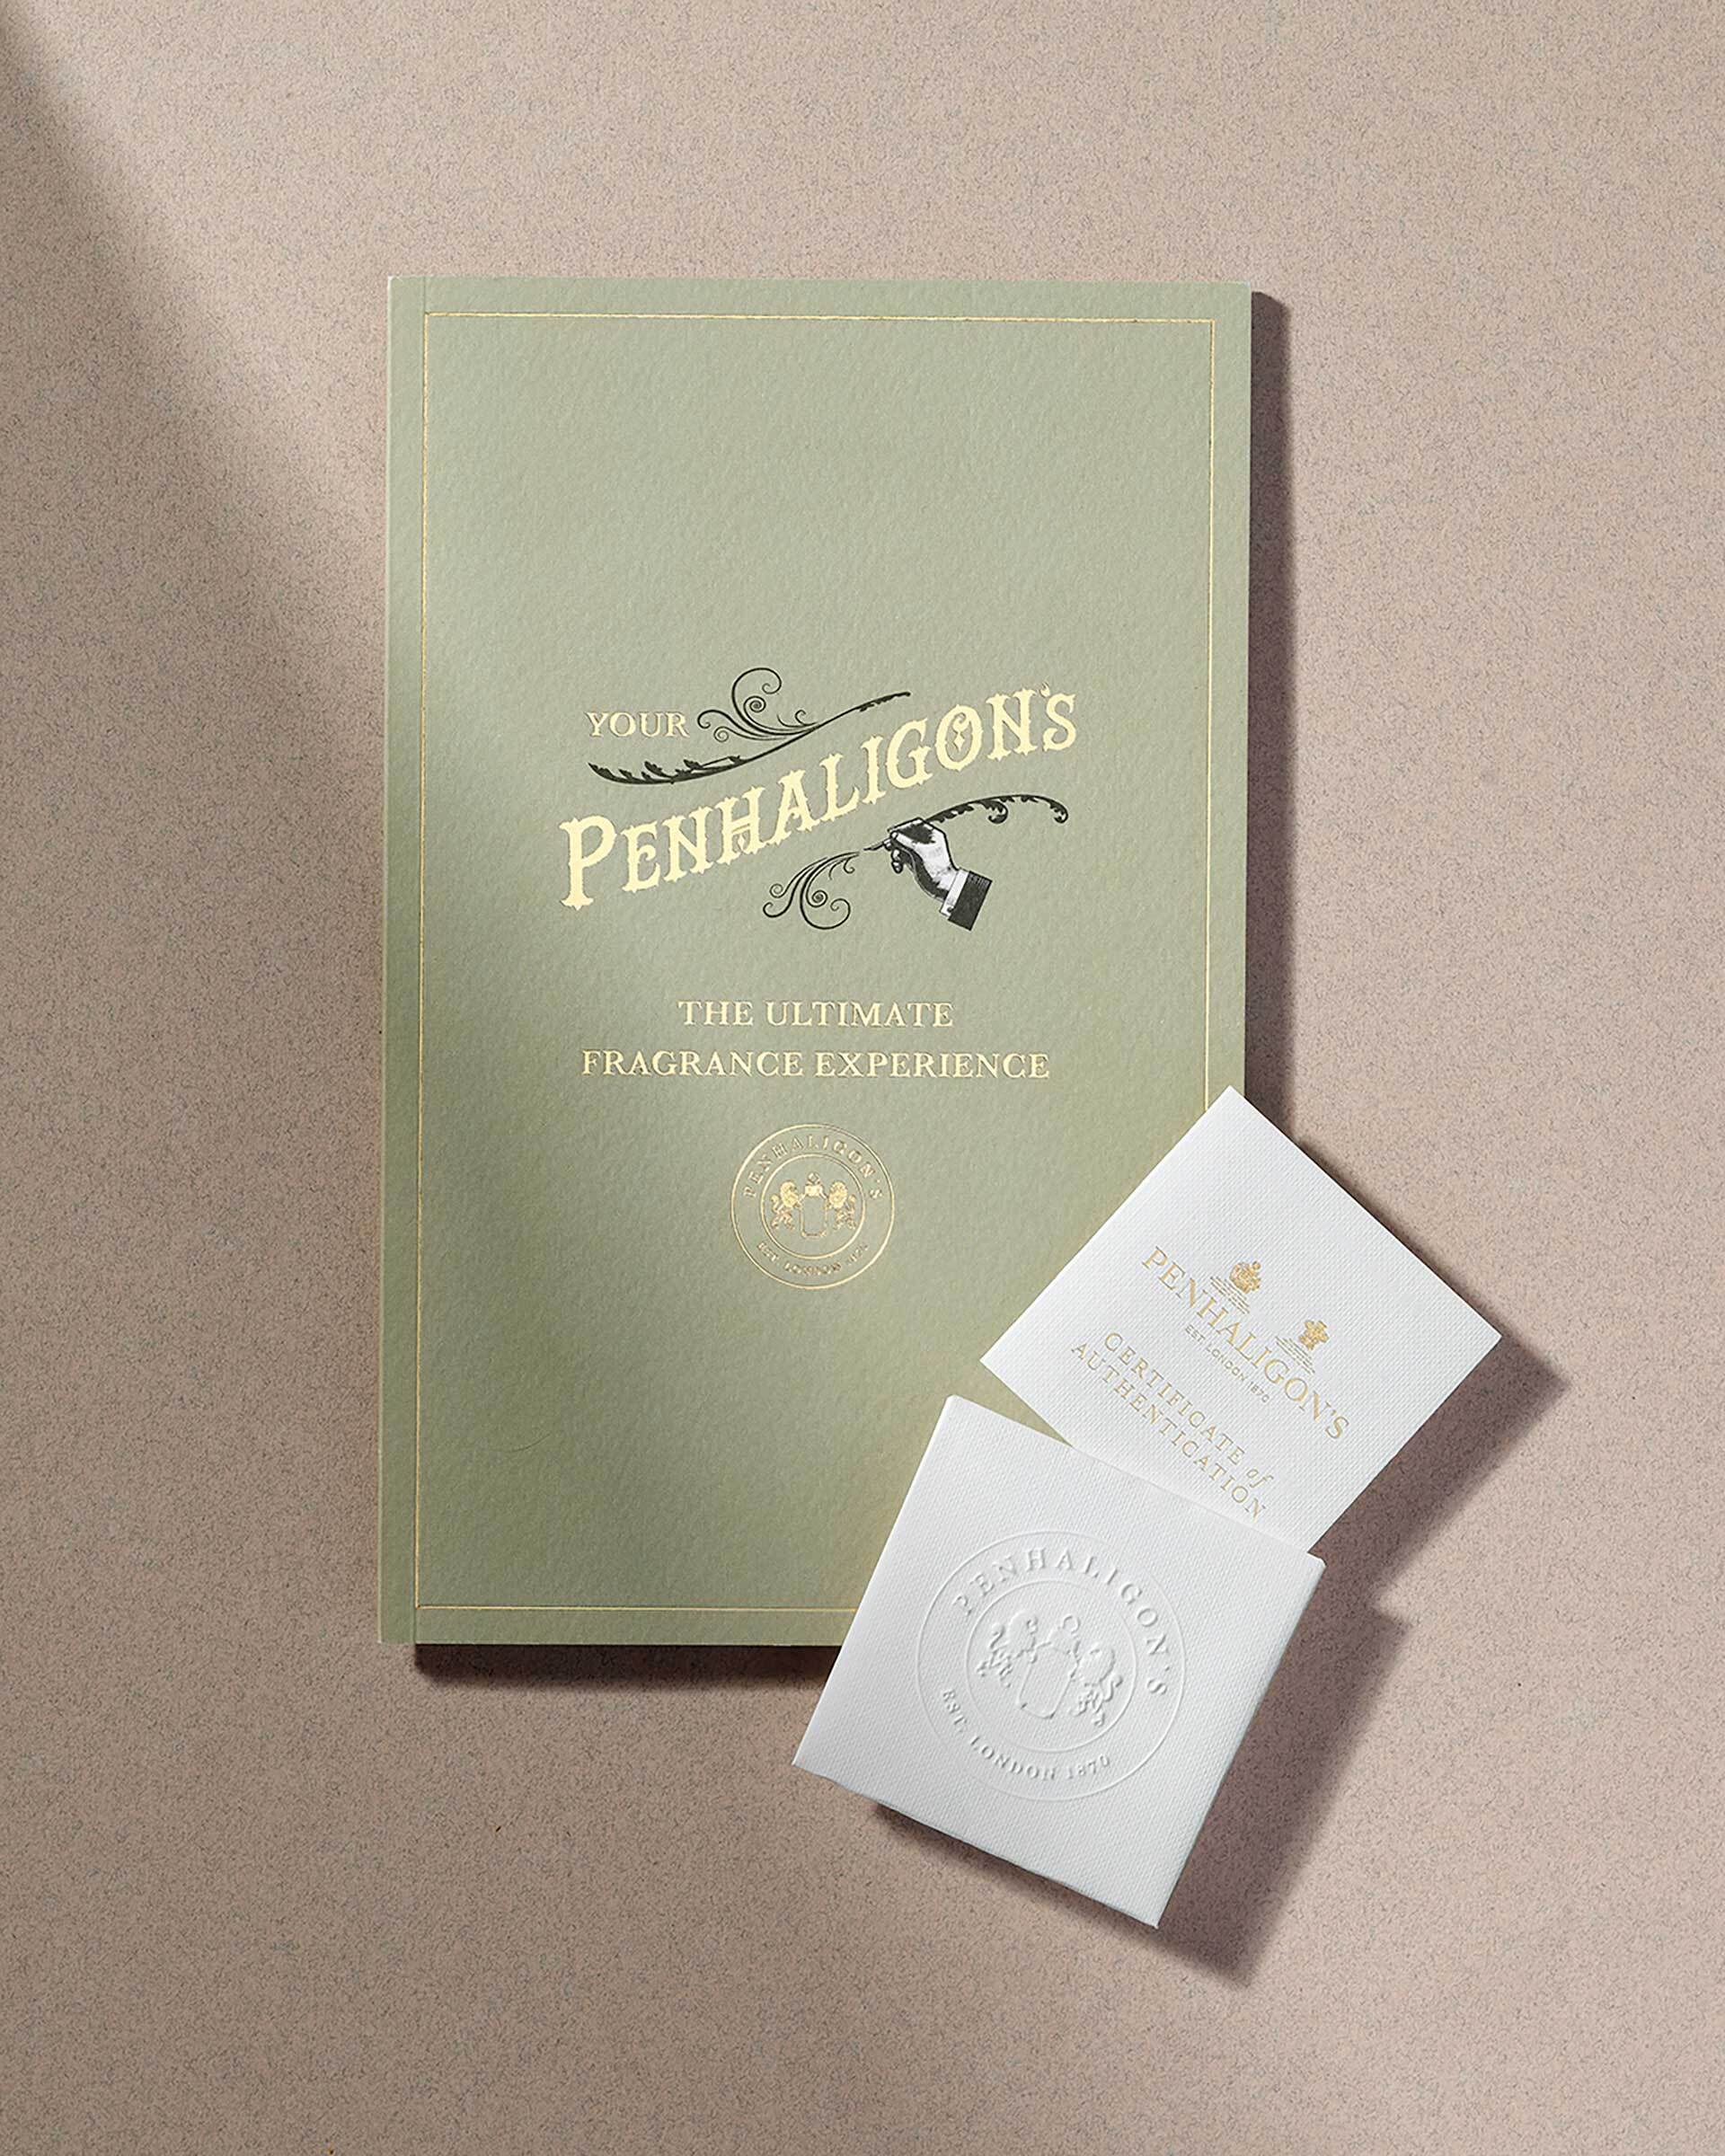 YOUR
PENHALIGON'S
THE ULTIMATE
FRAGRANCE EXPERIENCE
PENHALIGON'S
EST. LONDON 1870
PENHALIGON'S
EST. LONDON 1870
CERTIFICATE of
AUTHENTICATION
PENHALIGON'S
EST. LONDON 1870